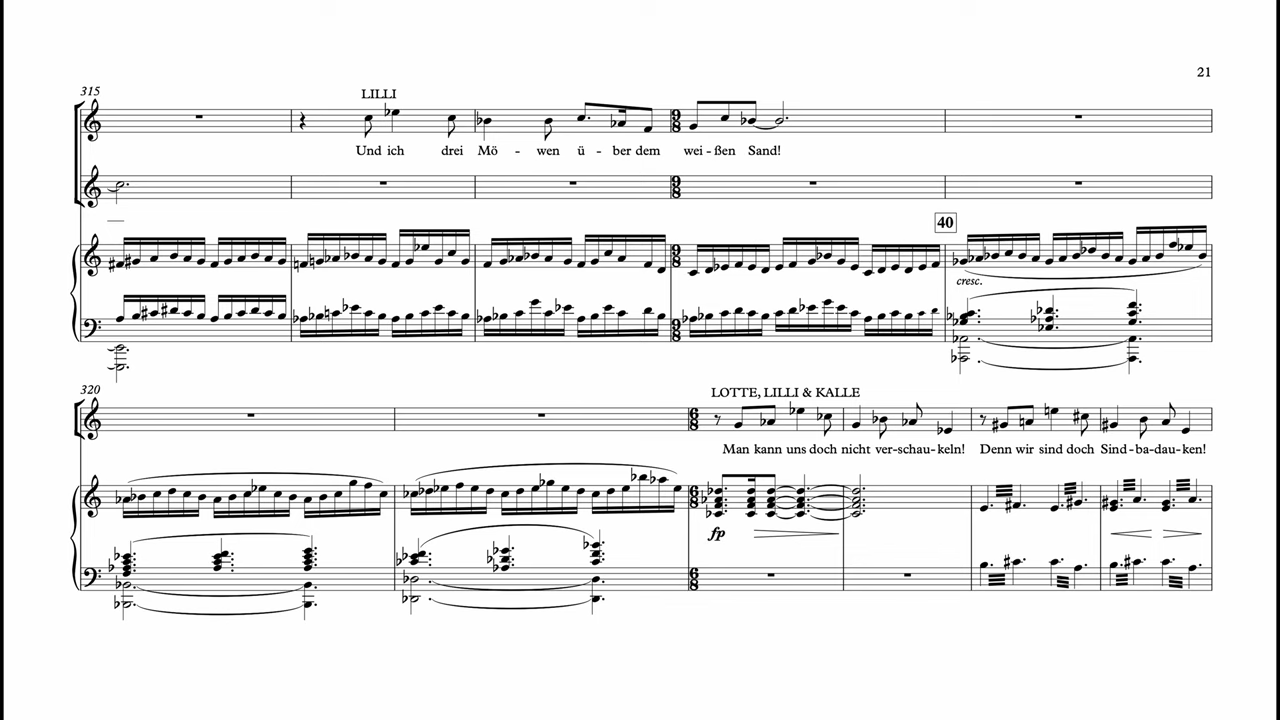 21
315
LILLI
Und ich drei Mö - wen ü - ber dem wei - ßen Sand!
40
cresc.
320
LOTTE, LILLI & KALLE
Man kann uns doch nicht ver-schau-keln! Denn wir sind doch Sind-ba-dau-ken!
fp